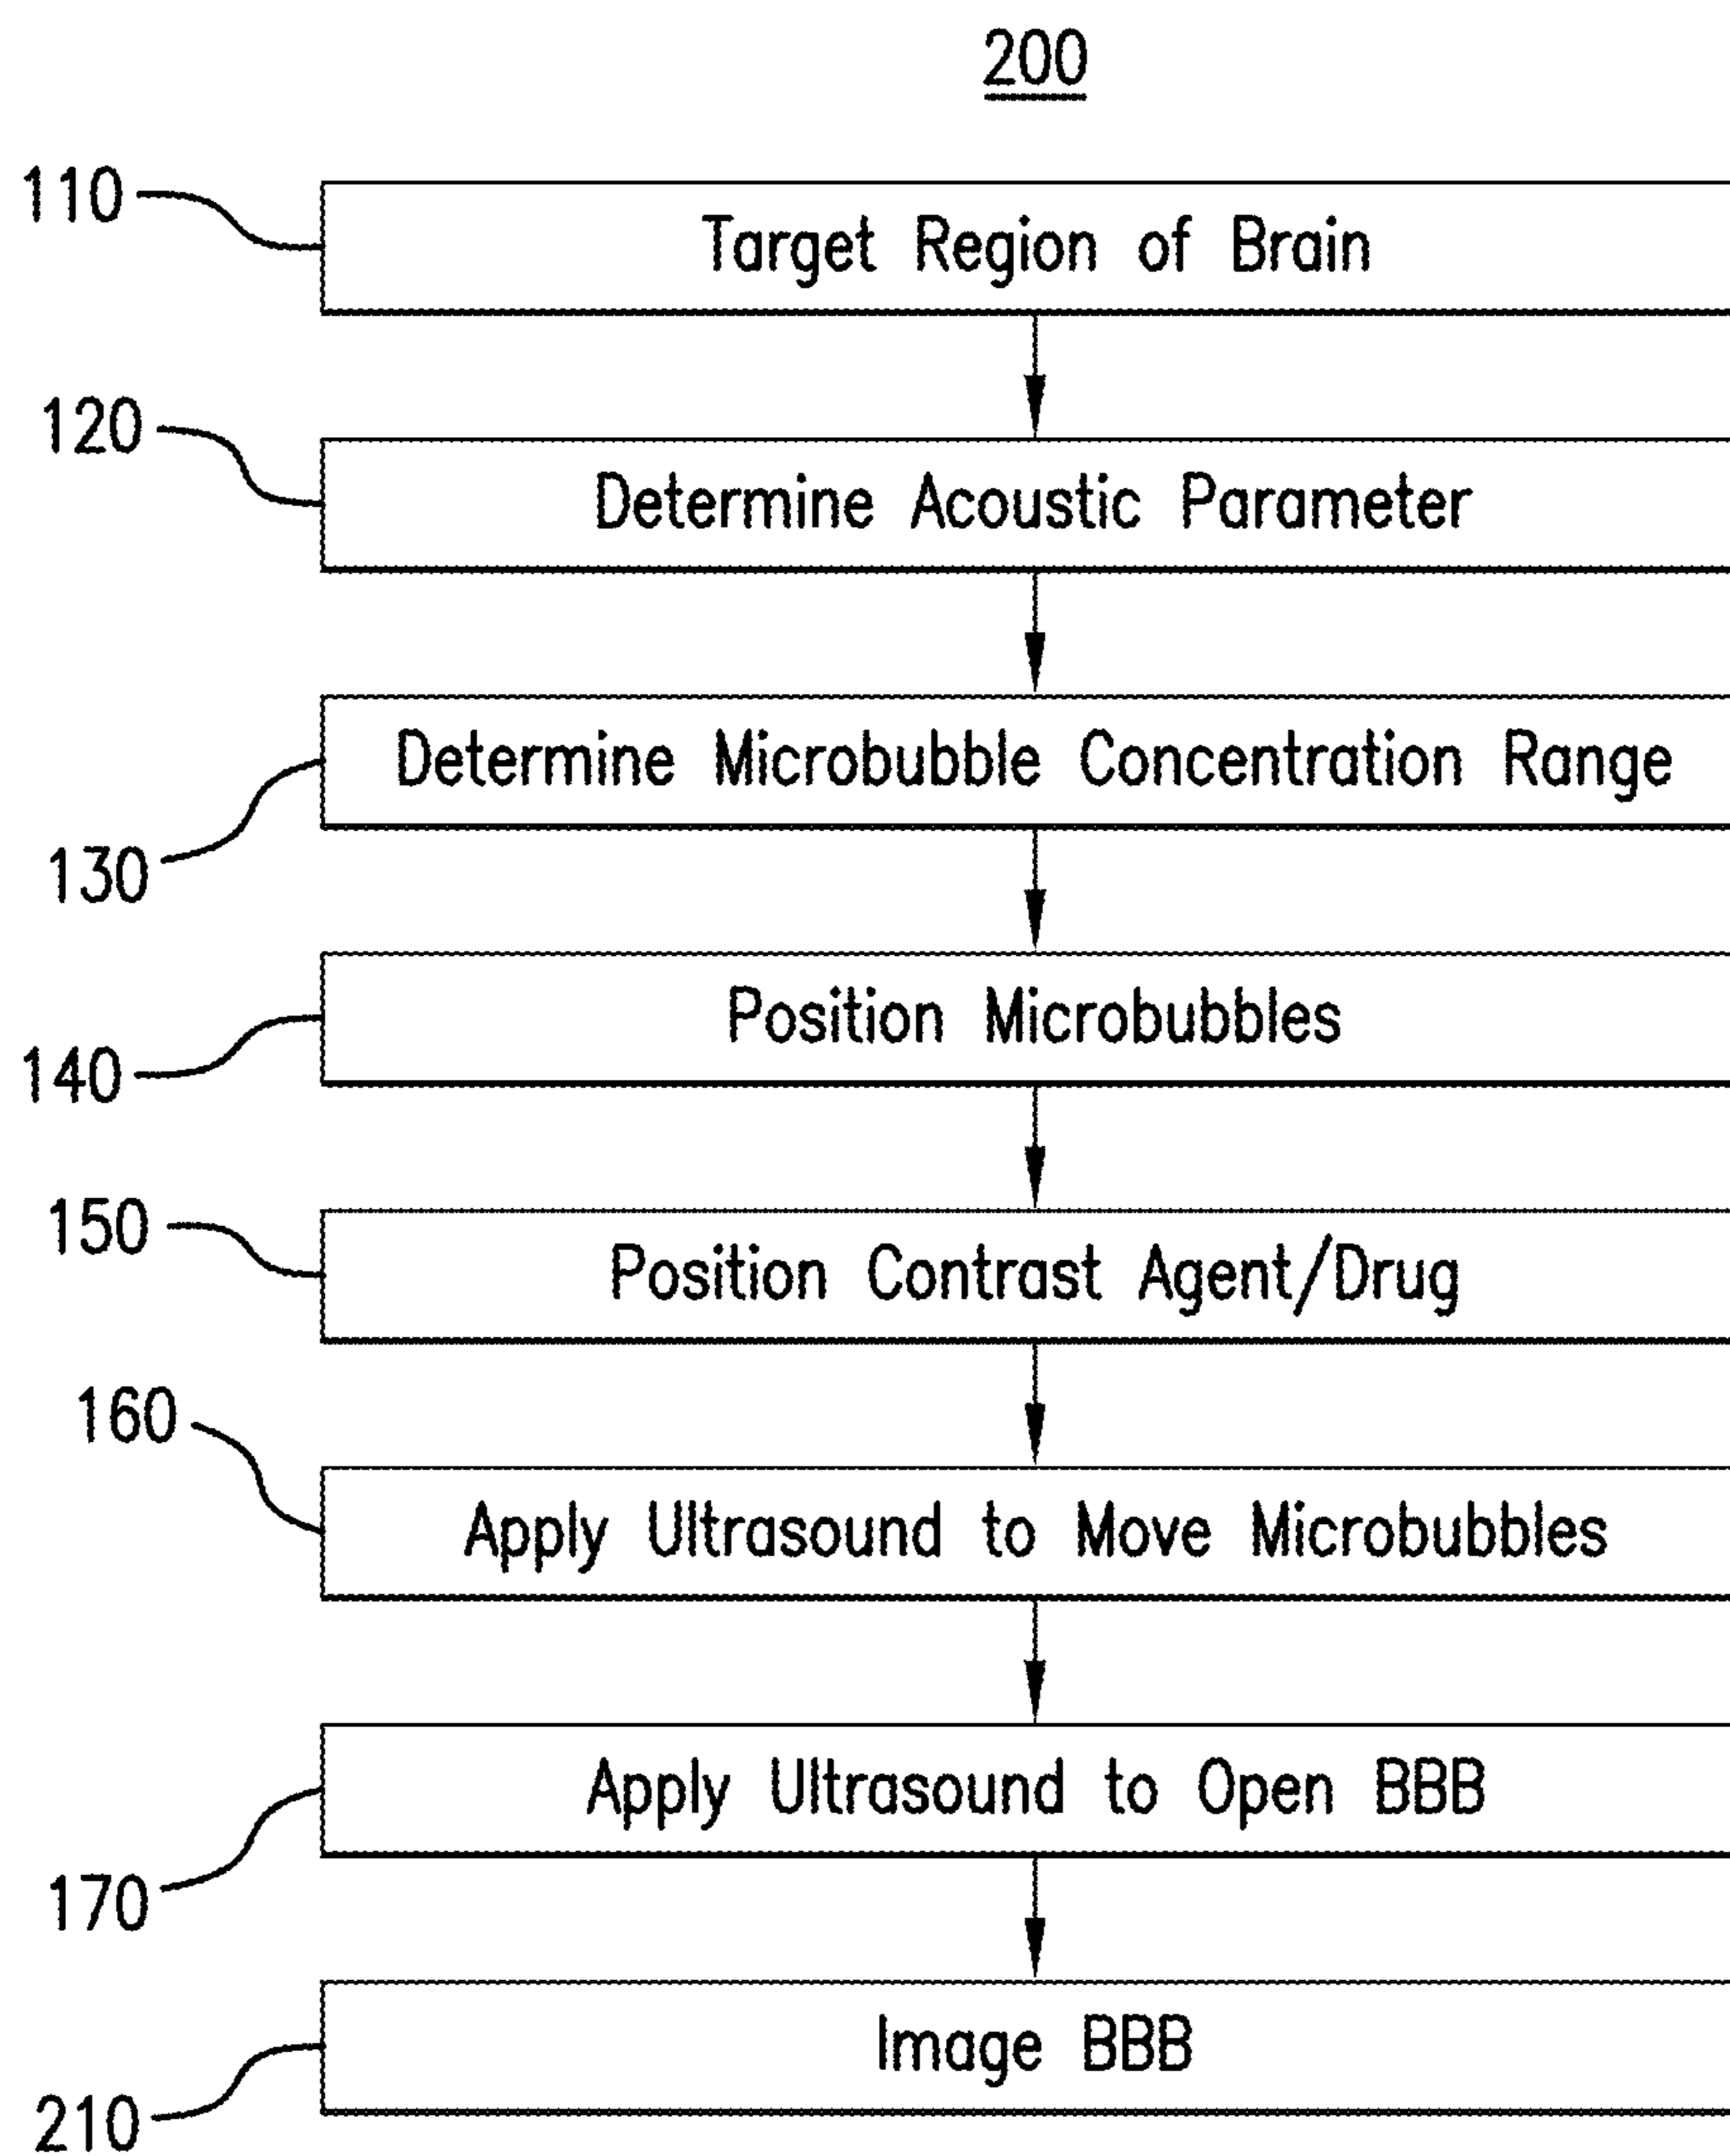 200
110
Target Region of Brain
120
Determine Acoustic Parameter
130
Determine Microbubble Concentration Range
140
Position Microbubbles
150
Position Contrast Agent/Drug
160
Apply Ultrasound to Move Microbubbles
170
Apply Ultrasound to Open BBB
210
Image BBB